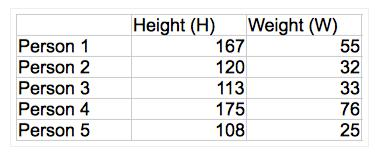 Height (H) Weight (W)
Person 1 167 55
Person 2 120 32
Person 3 113 33
Person 4 175 76
Person 5 108 25